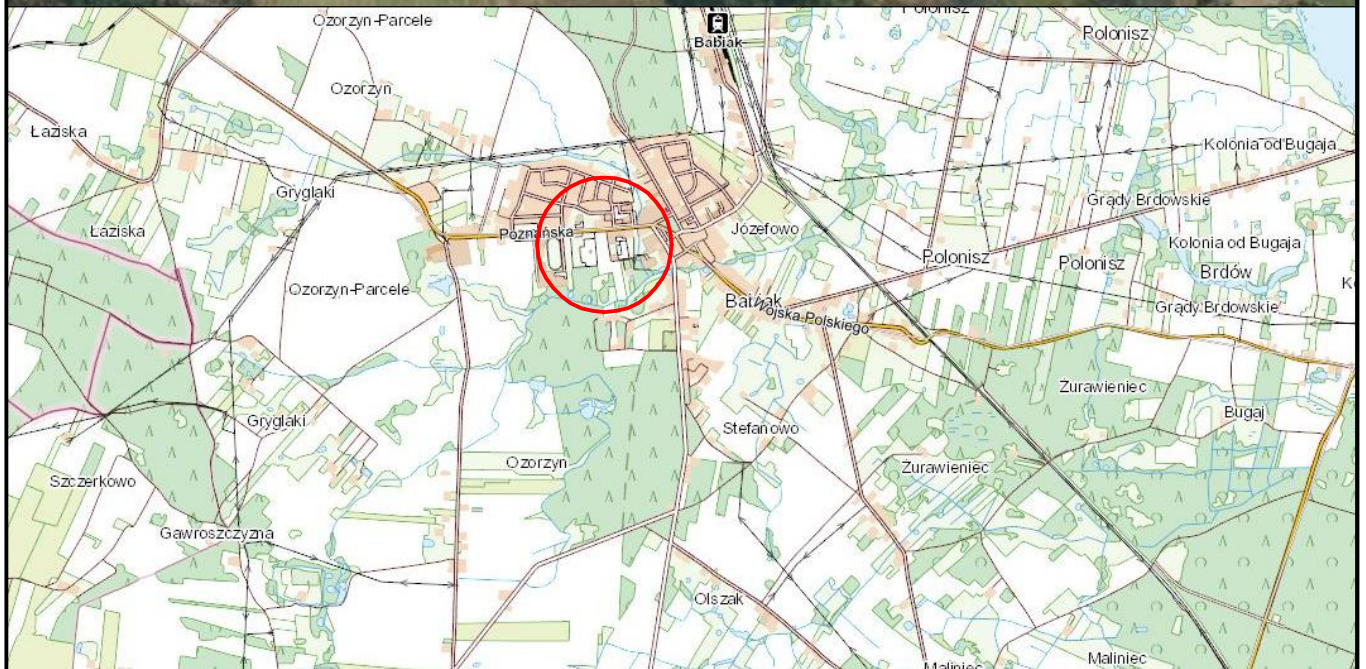 Ozorzyn-Parcele
Polonisz
Polonisz
Babiak
Ozorzyn
Łaziska
Kolonia od Bugaja
Gryglaki
Grądy Brdowskie
Łaziska
Poznańska
Józefowo
Kolonia od Bugaja
Polonisz
Polonisz
Brdów
Ozorzyn-Parcele
Babiak
Grądy Brdowskie
Wojska Polskiego
Żurawieniec
Gryglaki
Bugaj
Stefanowo
Ozorzyn
Żurawieniec
Szczerkowo
Gawroszczyzna
Olszak
Maliniec
Maliniec